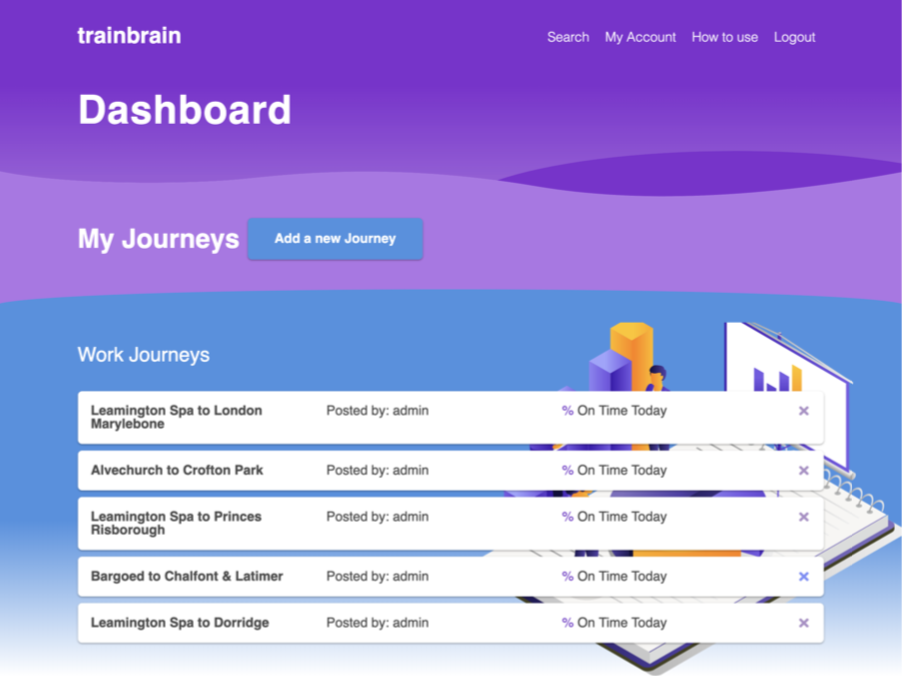 trainbrain
Search My Account How to use Logout
Dashboard
My Journeys Add a new Journey
Work Journeys
Leamington Spa to London Posted by: admin % On Time Today ×
Marylebone
Alvechurch to Crofton Park Posted by: admin % On Time Today ×
Leamington Spa to Princes Posted by: admin % On Time Today ×
Risborough
Bargoed to Chalfont & Latimer Posted by: admin % On Time Today ×
Leamington Spa to Dorridge Posted by: admin % On Time Today ×